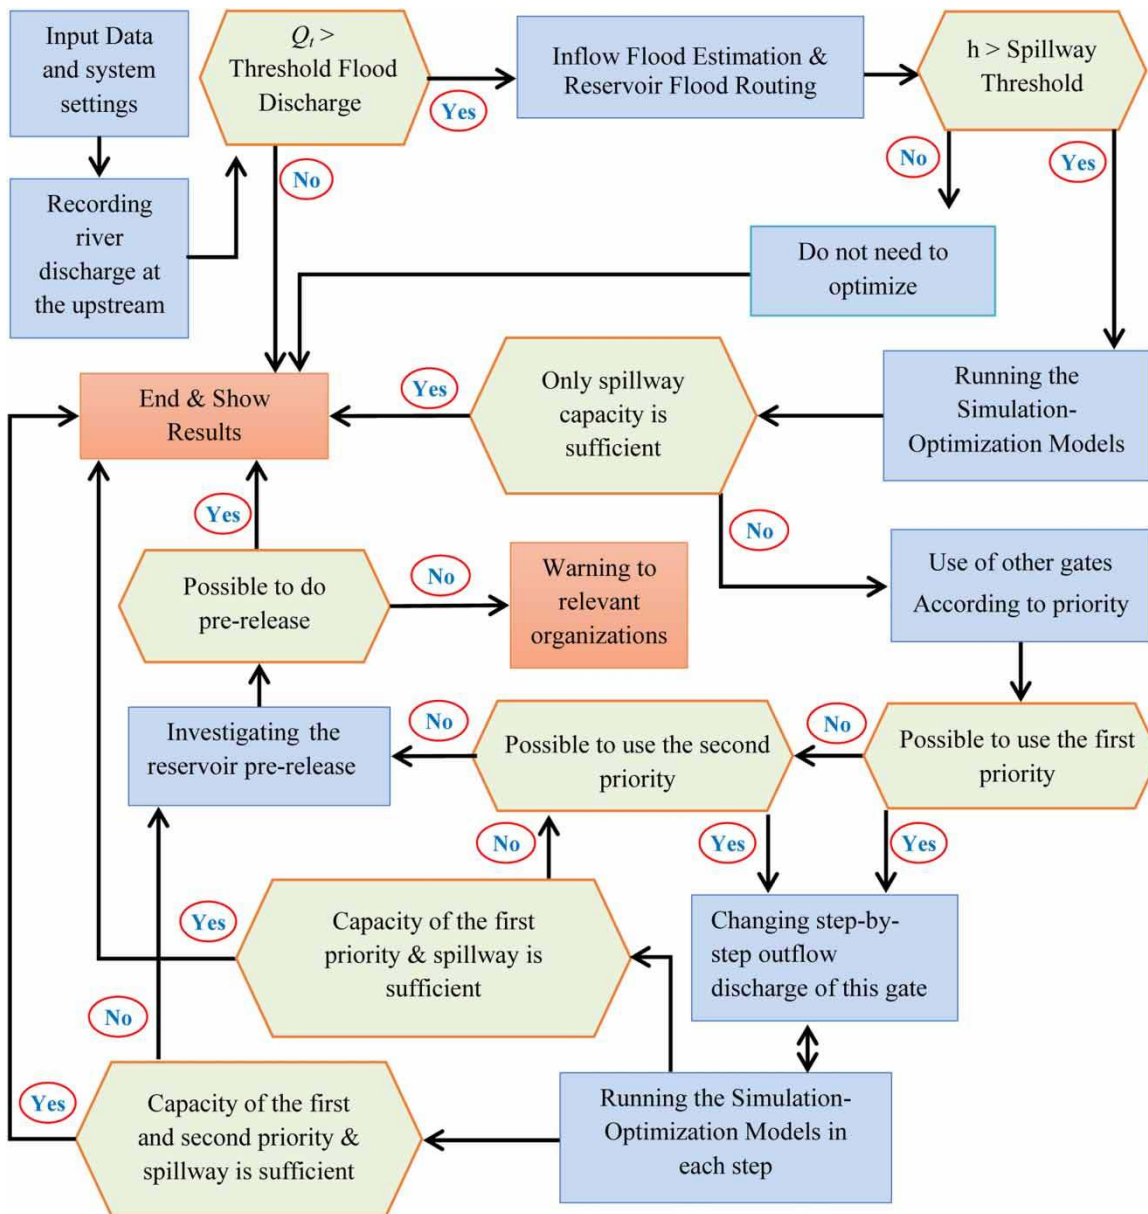 Input Data
and system
settings
Qt >
Threshold Flood
Discharge
Yes
Inflow Flood Estimation &
Reservoir Flood Routing
h > Spillway
Threshold
No
No
Yes
Recording
river
discharge at
the upstream
Do not need to
optimize
End & Show
Results
Yes
Only spillway
capacity is
sufficient
Running the
Simulation-
Optimization Models
Yes
No
Possible to do
pre-release
No
Warning to
relevant
organizations
Use of other gates
According to priority
Investigating the
reservoir pre-release
No
Possible to use the second
priority
No
Possible to use the first
priority
No
Yes
Yes
Yes
Capacity of the first
priority & spillway is
sufficient
Changing step-by-
step outflow
discharge of this gate
No
Yes
Capacity of the first
and second priority &
spillway is sufficient
Running the Simulation-
Optimization Models in
each step